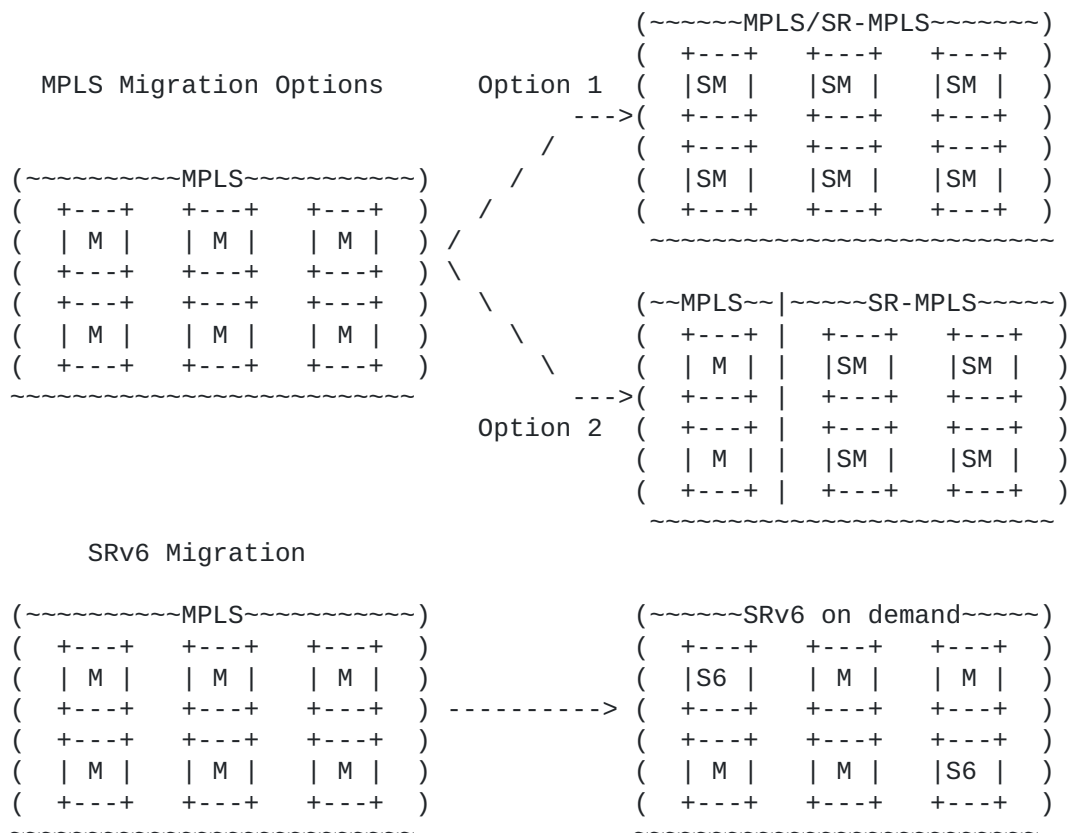 (~~~~~~MPLS/SR-MPLS~~~~~~~)
( +---+ +---+ +---+ )
MPLS Migration Options Option 1 ( |SM | |SM | |SM | )
--->( +---+ +---+ +---+ )
/ ( +---+ +---+ +---+ )
(~~~~~~~~~~MPLS~~~~~~~~~~~) / ( |SM | |SM | |SM | )
( +---+ +---+ +---+ ) / ( +---+ +---+ +---+ )
( | M | | M | | M | ) / ~~~~~~~~~~~~~~~~~~~~~~~~~~
( +---+ +---+ +---+ ) \
( +---+ +---+ +---+ ) \ (~~MPLS~~|~~~~~SR-MPLS~~~~~)
( | M | | M | | M | ) \ ( +---+ | +---+ +---+ )
( +---+ +---+ +---+ ) \ ( | M | | |SM | |SM | )
~~~~~~~~~~~~~~~~~~~~~~~~~~ --->( +---+ | +---+ +---+ )
Option 2 ( +---+ | +---+ +---+ )
( | M | | |SM | |SM | )
( +---+ | +---+ +---+ )
~~~~~~~~~~~~~~~~~~~~~~~~~~
SRv6 Migration
(~~~~~~~~~~MPLS~~~~~~~~~~~) (~~~~~~SRv6 on demand~~~~~)
( +---+ +---+ +---+ ) ( +---+ +---+ +---+ )
( | M | | M | | M | ) ( |S6 | | M | | M | )
( +---+ +---+ +---+ ) ----------> ( +---+ +---+ +---+ )
( +---+ +---+ +---+ ) ( +---+ +---+ +---+ )
( | M | | M | | M | ) ( | M | | M | |S6 | )
( +---+ +---+ +---+ ) ( +---+ +---+ +---+ )
~~~~~~~~~~~~~~~~~~~~~~~~~~ ~~~~~~~~~~~~~~~~~~~~~~~~~~